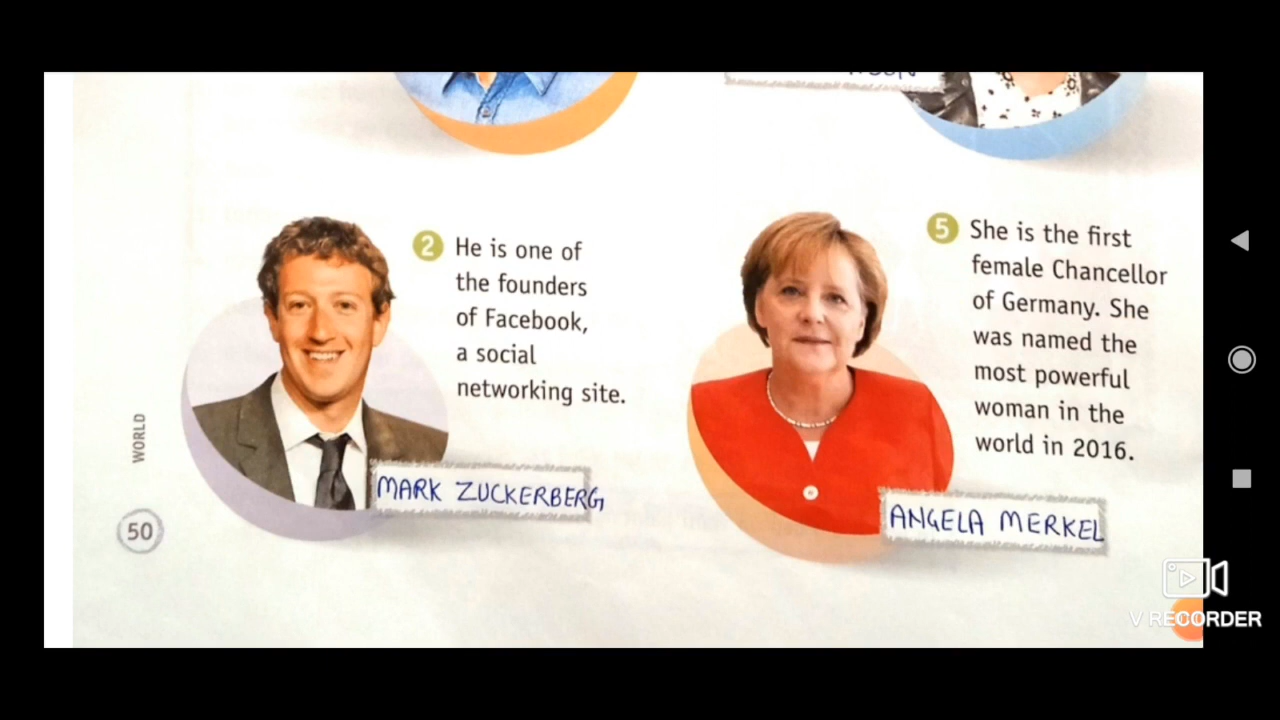 2 He is one of
the founders
of Facebook,
a social
networking site.
MARK ZUCKERBERG
5 She is the first
female Chancellor
of Germany. She
was named the
most powerful
woman in the
world in 2016.
ANGELA MERKEL
WORLD
50
V RECORDER